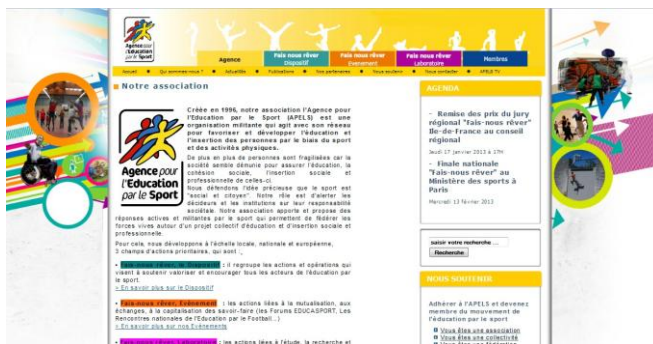 Agence pour
l'Education
par le Sport
Agence
Fais nous rêver
Dispositif
Fais nous rêver
Evenement
Fais nous rêver
Laboratoire
Membres
Accueil
Qui sommes-nous ?
Actualités
Publications
Nos partenaires
Nous soutenir
Nous contacter
APELS TV
Notre association
Agence pour
l'Education
par le Sport
Créée en 1996, notre association l'Agence pour
l'Education par le Sport (APELS) est une
organisation militante qui agit avec son réseau
pour favoriser et développer l'éducation et
l'insertion des personnes par le biais du sport
et des activités physiques.
De plus en plus de personnes sont fragilisées car la
société semble démunie pour assurer l'éducation, la
cohésion sociale, l'insertion sociale et
professionnelle de celles-ci.
Nous défendons l'idée précieuse que le sport est
"social et citoyen". Notre rôle est d'alerter les
décideurs et les institutions sur leur responsabilité
sociétale. Notre association apporte et propose des
réponses actives et militantes par le sport qui permettent de fédérer les
forces vives autour d'un projet collectif d'éducation et d'insertion sociale et
professionnelle.
Pour cela, nous développons à l'échelle locale, nationale et européenne,
3 champs d'actions prioritaires, qui sont :
• Fais-nous rêver, le Dispositif : il regroupe les actions et opérations qui
visent à soutenir valoriser et encourager tous les acteurs de l'éducation par
le sport.
> En savoir plus sur le Dispositif
• Fais-nous rêver, Evénement : les actions liées à la mutualisation, aux
échanges, à la capitalisation des savoir-faire (les Forums EDUCASPORT, Les
Rencontres nationales de l'Education par le Football...)
> En savoir plus sur nos Evénements
• Fais-nous rêver Laboratoire : les actions liées à l'étude, la recherche et
AGENDA
- Remise des prix du jury
régional "Fais-nous rêver"
Ile-de-France au conseil
régional
Jeudi 17 janvier 2013 à 17H
- Finale nationale
"Fais-nous rêver" au
Ministère des sports à
Paris
Mercredi 13 février 2013
saisir votre recherche ...
Recherche
NOUS SOUTENIR
Adhérer à l'APELS et devenez
membre du mouvement de
l'éducation par le sport
Vous êtes une association
Vous êtes une collectivité
Vous êtes une fédération